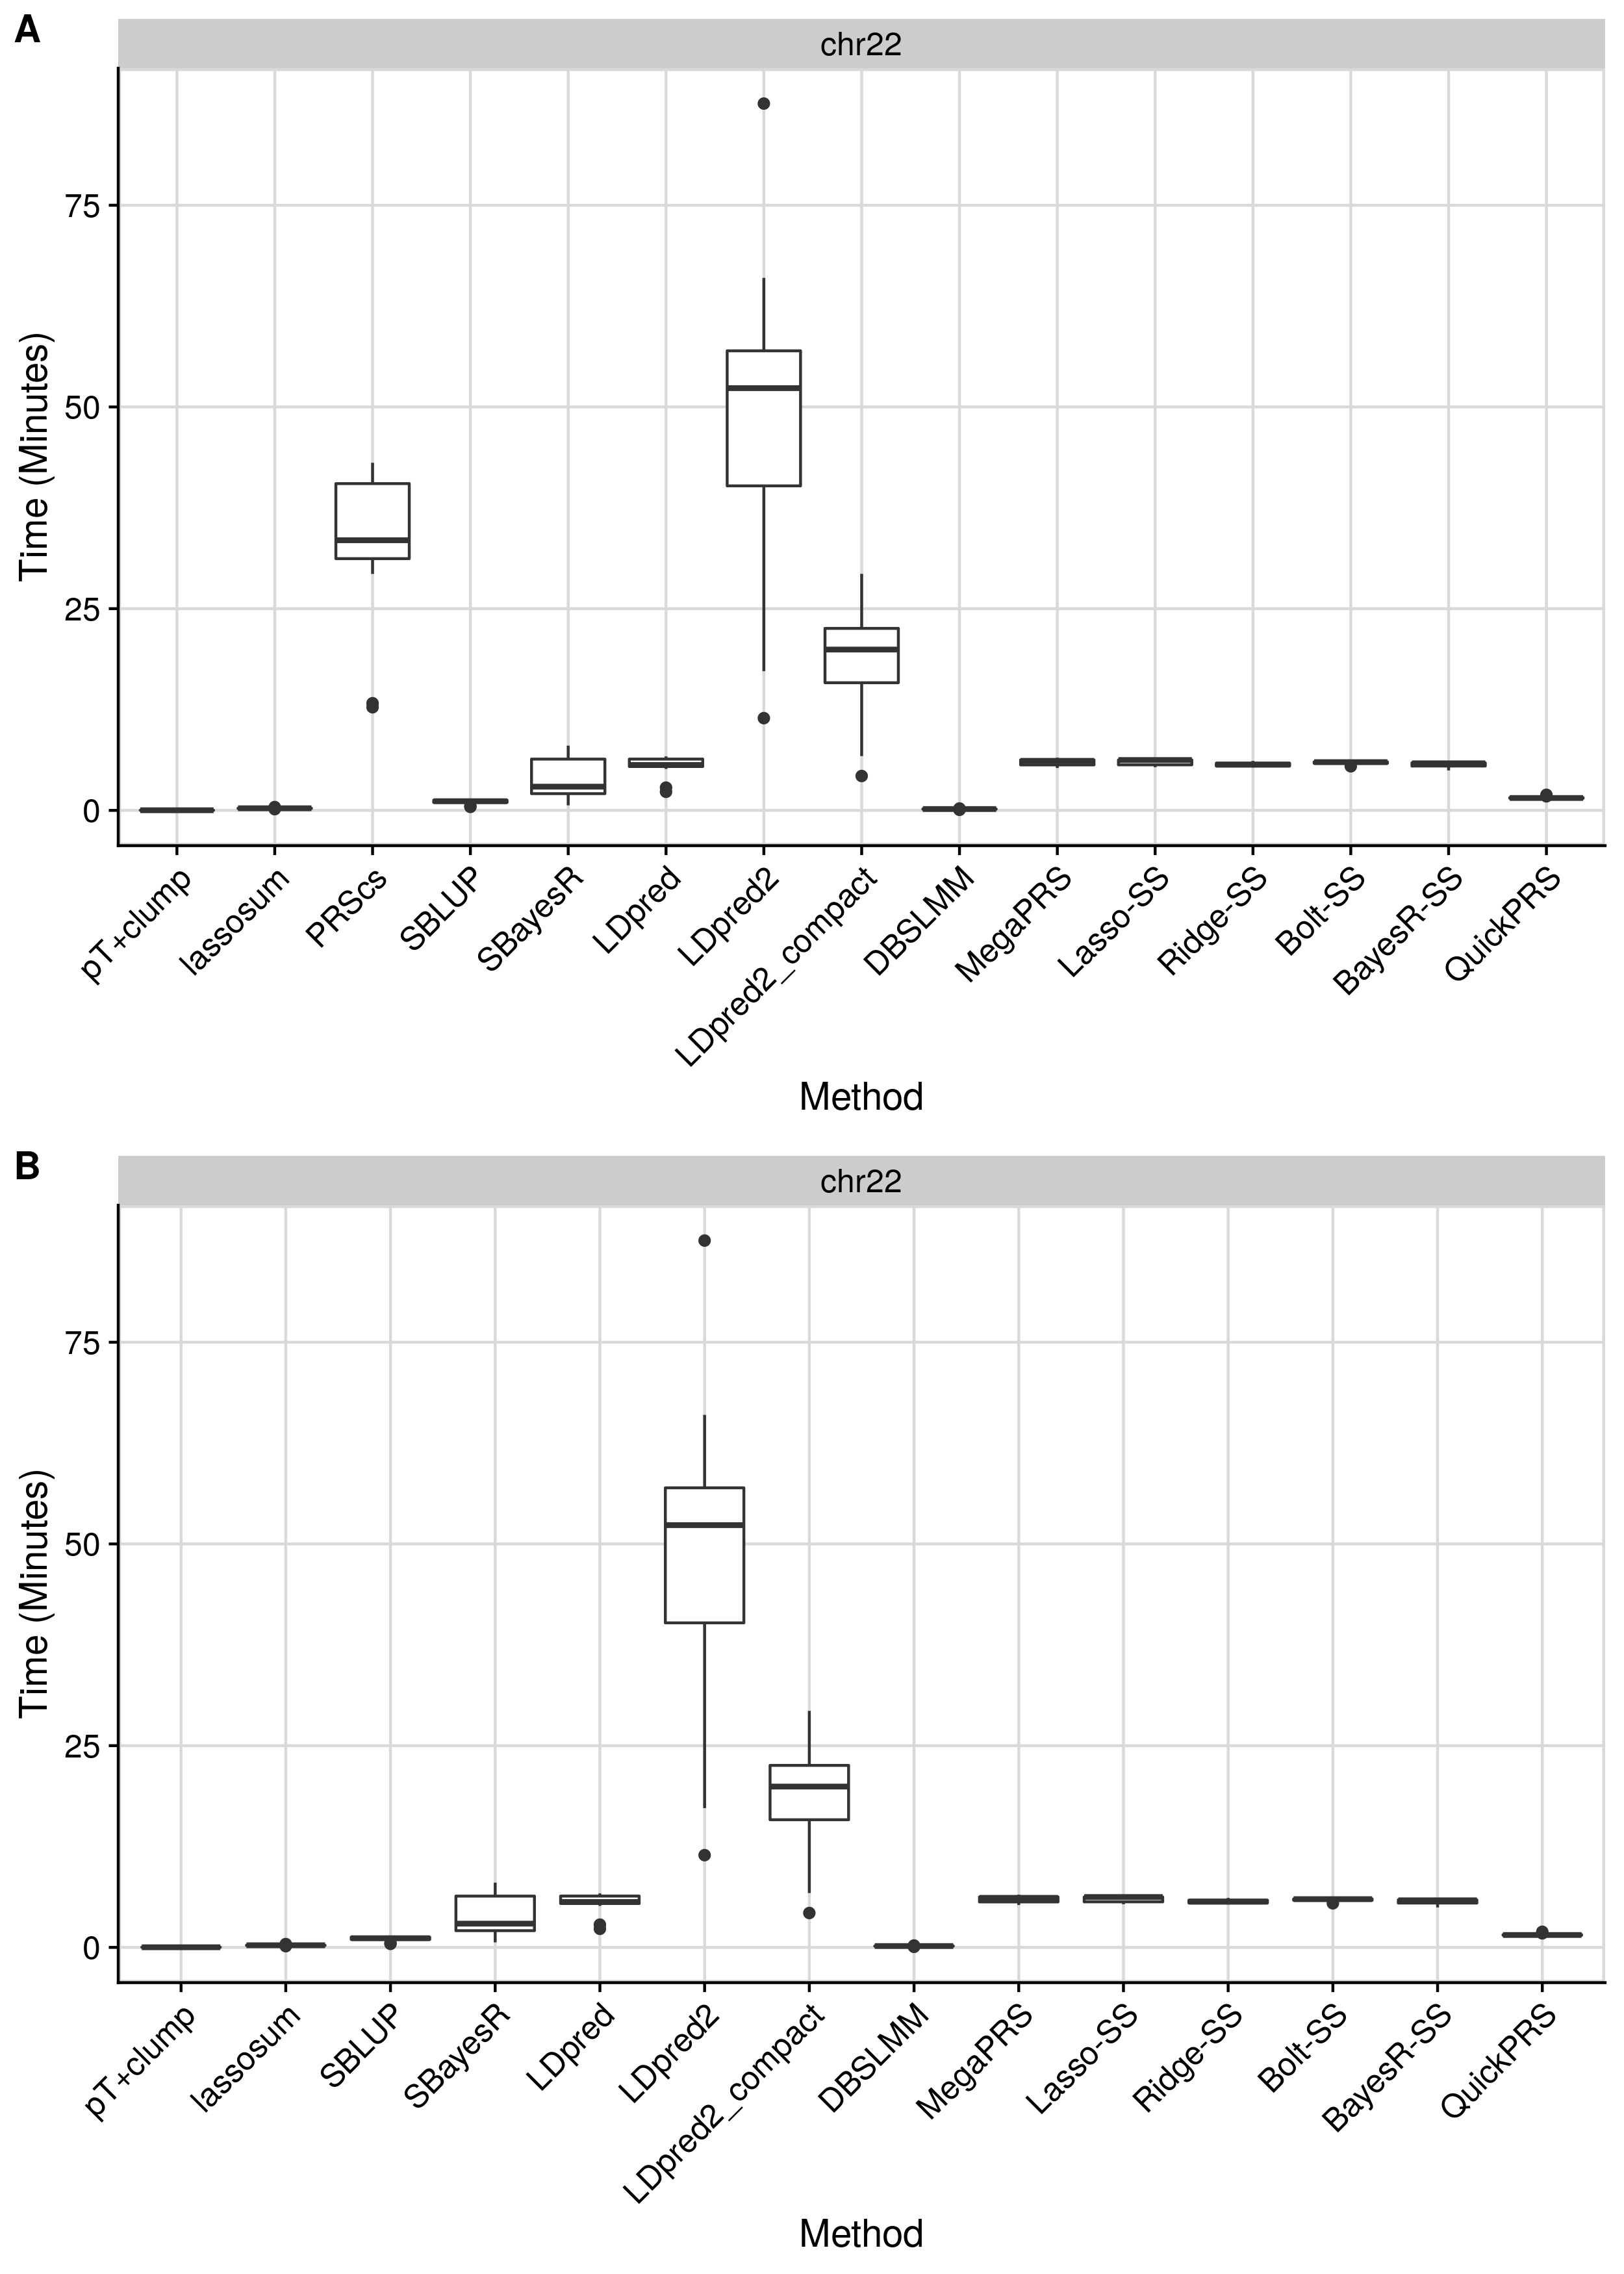 A
chr22
75
50
25
0
Time (Minutes)
pT+clump
lassosum
PRScs
SBLUP
SBayesR
LDpred
LDpred2
LDpred2_compact
DBSLMM
MegaPRS
Lasso-SS
Ridge-SS
Bolt-SS
BayesR-SS
QuickPRS
Method
B
chr22
75
50
25
0
Time (Minutes)
pT+clump
lassosum
SBLUP
SBayesR
LDpred
LDpred2
LDpred2_compact
DBSLMM
MegaPRS
Lasso-SS
Ridge-SS
Bolt-SS
BayesR-SS
QuickPRS
Method